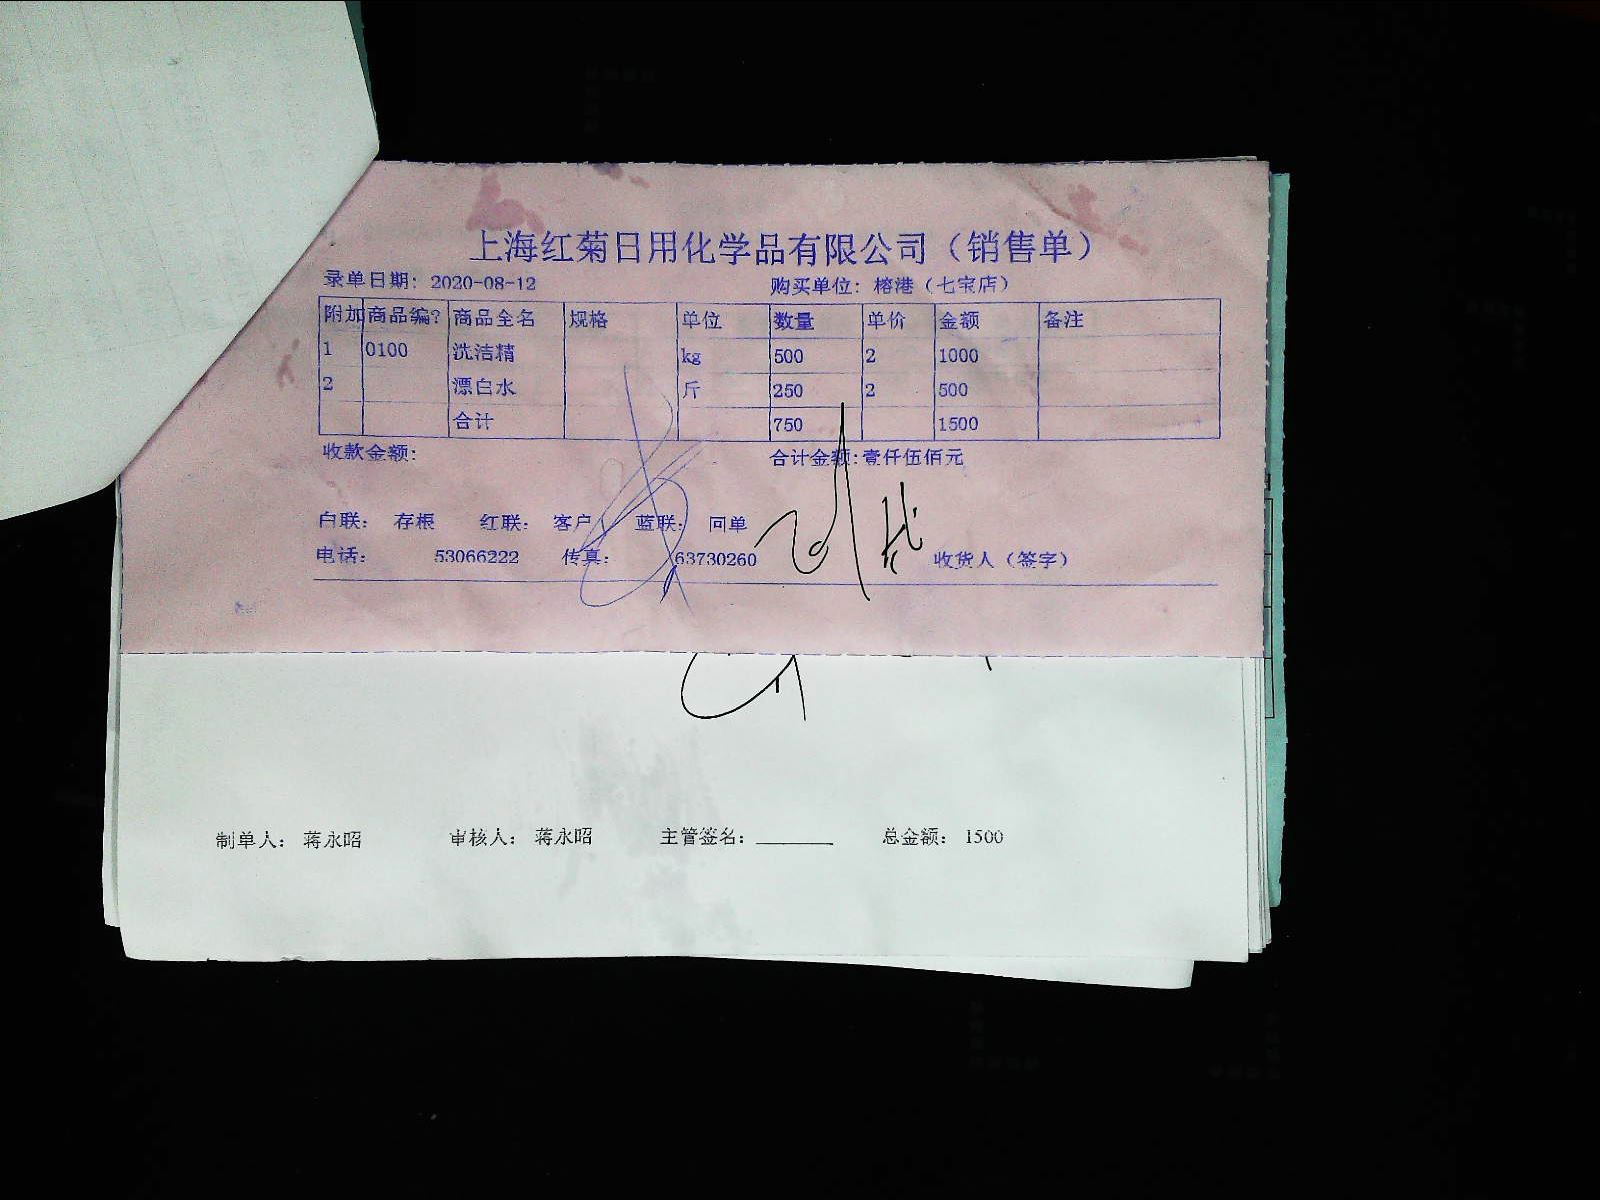 上海红菊日用化学品有限公司（销售单）
录单日期：2020-08-12 购买单位：榕港（七宝店）
附加 商品编? 商品全名 规格 单位 数量 单价 金额 备注
1 0100 洗洁精 kg 500 2 1000
2 漂白水 斤 250 2 500
合计 750 1500
收款金额： 合计金额:壹仟伍佰元
白联： 存根 红联： 客户 蓝联： 回单
电话： 53066222 传真： 63730260 收货人（签字）
制单人： 蒋永昭 审核人： 蒋永昭 主管签名： 总金额： 1500